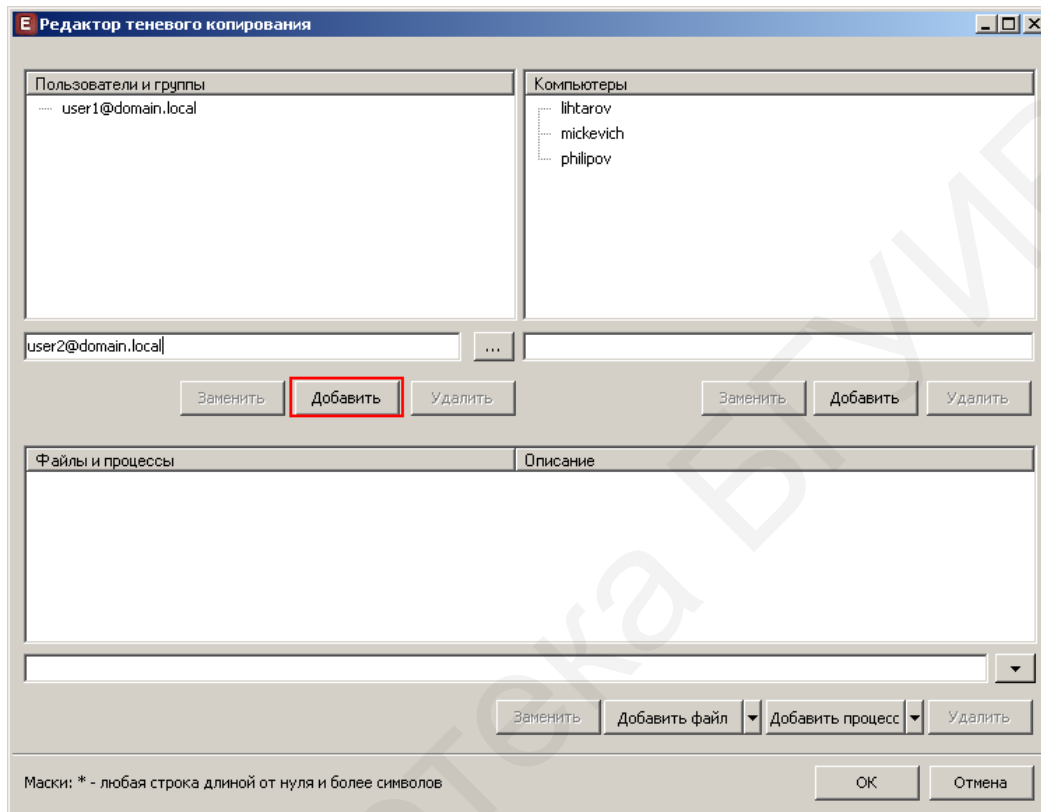 E Редактор теневого копирования
Пользователи и группы
user1@domain.local
Компьютеры
lihtarov
mickevich
philipov
user2@domain.local
...
Заменить Добавить Удалить
Заменить Добавить Удалить
Файлы и процессы Описание
Заменить Добавить файл Добавить процесс Удалить
Маски: * - любая строка длиной от нуля и более символов
OK Отмена